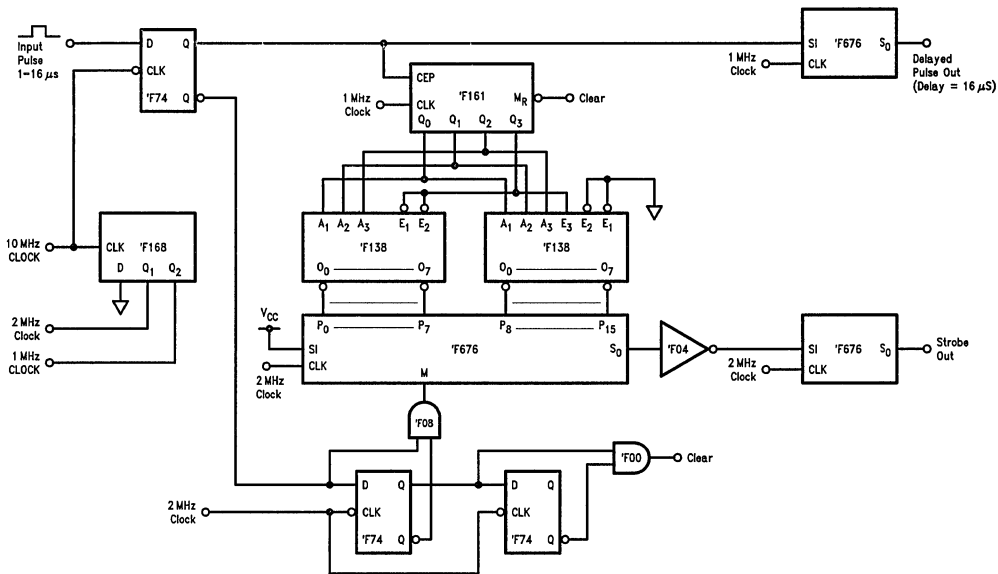 Input
Pulse
1–16 μs
D
Q
CLK
'F74
Q
1 MHz
Clock
CEP
CLK
'F161
MR
Clear
Q0
Q1
Q2
Q3
1 MHz
Clock
SI
'F676
S0
CLK
Delayed
Pulse Out
(Delay = 16 μS)
10 MHz
CLOCK
CLK
'F168
D
Q1
Q2
2 MHz
Clock
1 MHz
CLOCK
A1
A2
A3
E1
E2
'F138
O0
O7
A1
A2
A3
E3
E2
E1
'F138
O0
O7
VCC
P0
P7
P8
P15
SI
'F676
S0
CLK
2 MHz
Clock
M
'F04
2 MHz
Clock
SI
'F676
S0
CLK
Strobe
Out
'F08
'F00
Clear
2 MHz
Clock
D
Q
CLK
'F74
Q
D
Q
CLK
'F74
Q